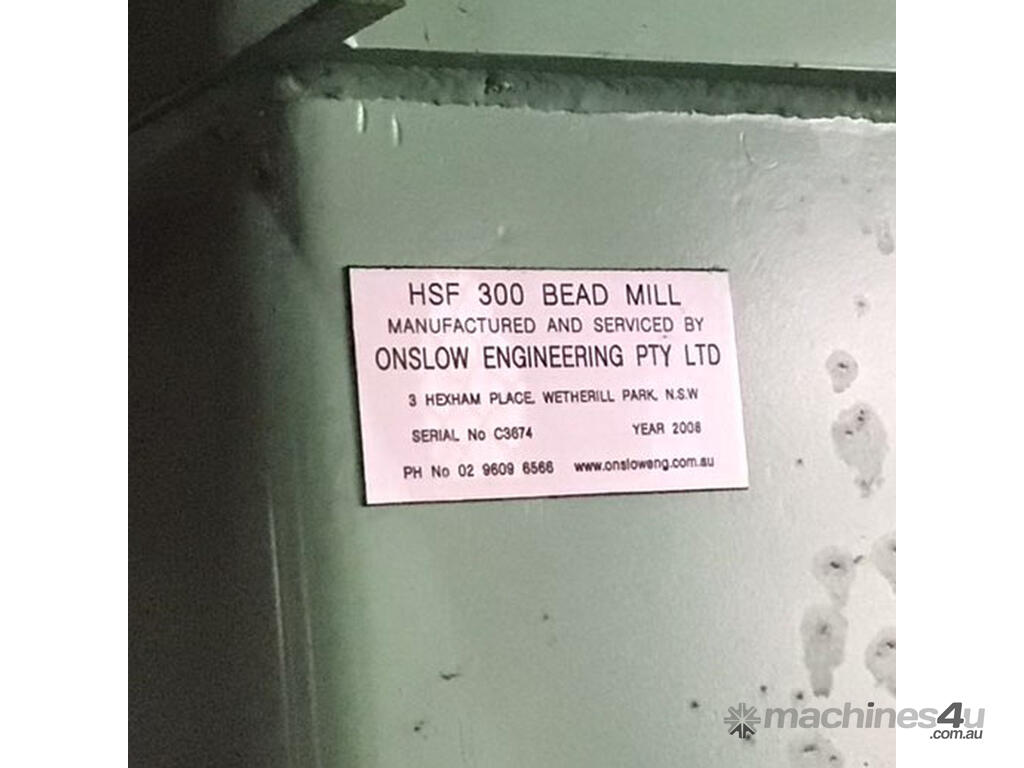 HSF 300 BEAD MILL
MANUFACTURED AND SERVICED BY
ONSLOW ENGINEERING PTY LTD
3 HEXHAM PLACE, WETHERILL PARK, N.S.W
SERIAL No C3674 YEAR 2008
PH No 02 9609 6566 www.onsloweng.com.au
machines4u
.com.au